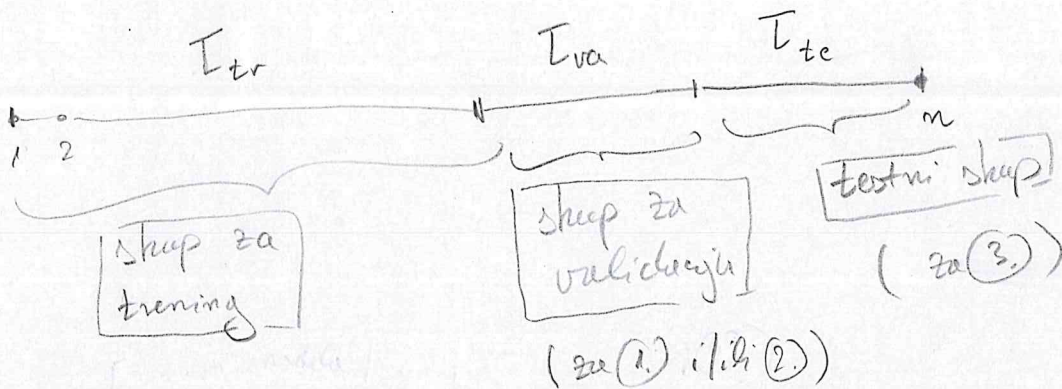 I_tr I_va I_te
1 2 n
skup za
trening
skup za
validaciju
(za (1.) i/ili (2.))
testni skup
(za (3.))